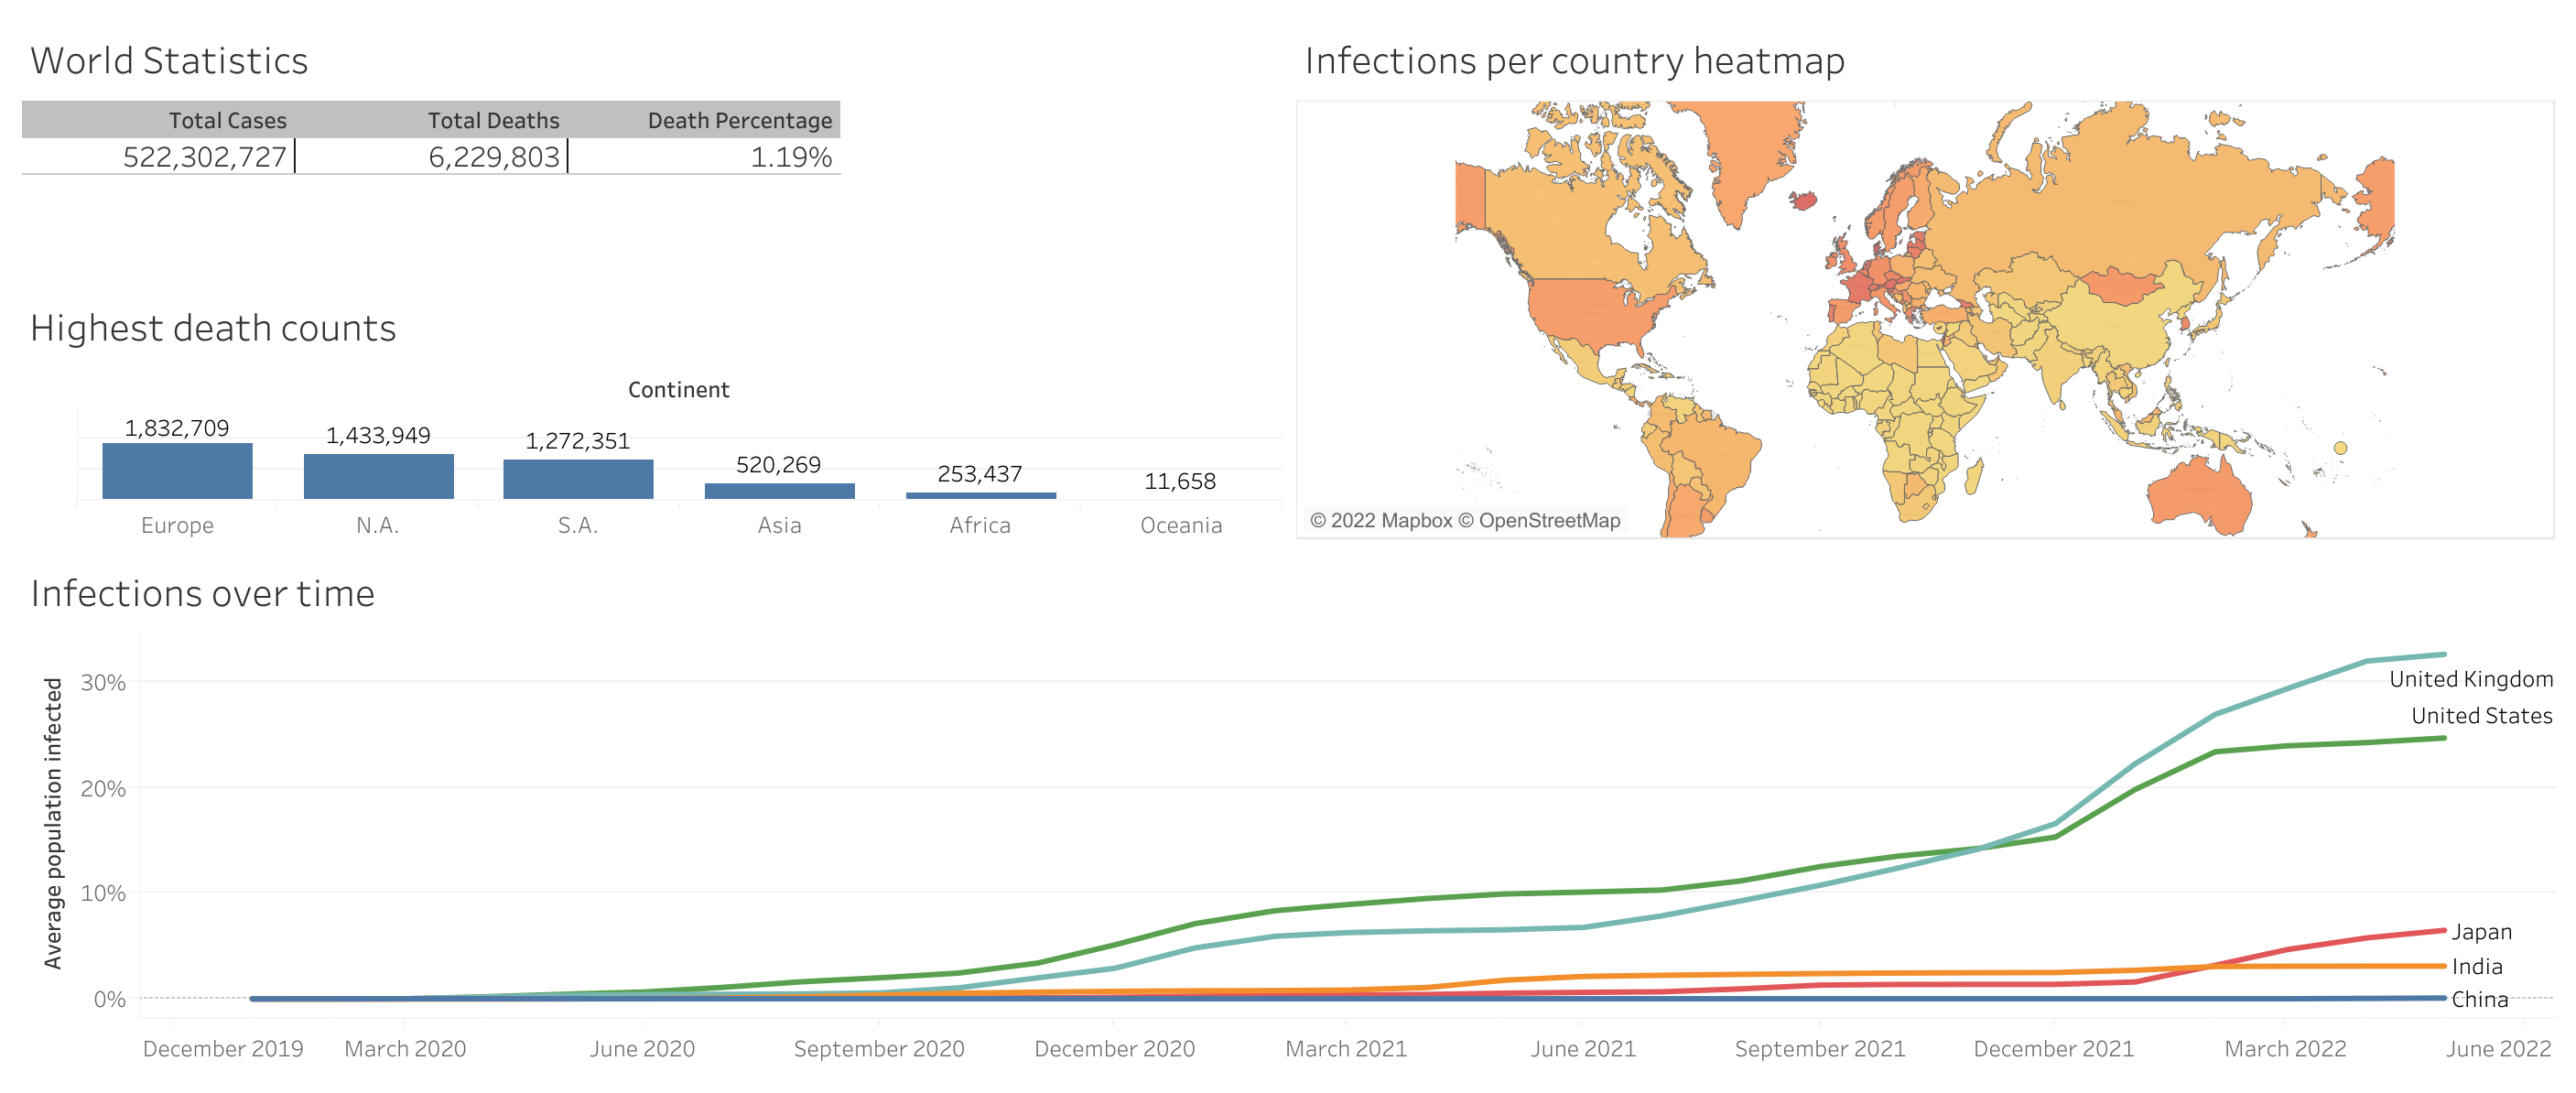 World Statistics
Total Cases Total Deaths Death Percentage
522,302,727 6,229,803 1.19%
Highest death counts
Continent
1,832,709 1,433,949 1,272,351 520,269 253,437 11,658
Europe N.A. S.A. Asia Africa Oceania
Infections per country heatmap
© 2022 Mapbox © OpenStreetMap
Infections over time
Average population infected
30%
20%
10%
0%
United Kingdom
United States
Japan
India
China
December 2019 March 2020 June 2020 September 2020 December 2020 March 2021 June 2021 September 2021 December 2021 March 2022 June 2022